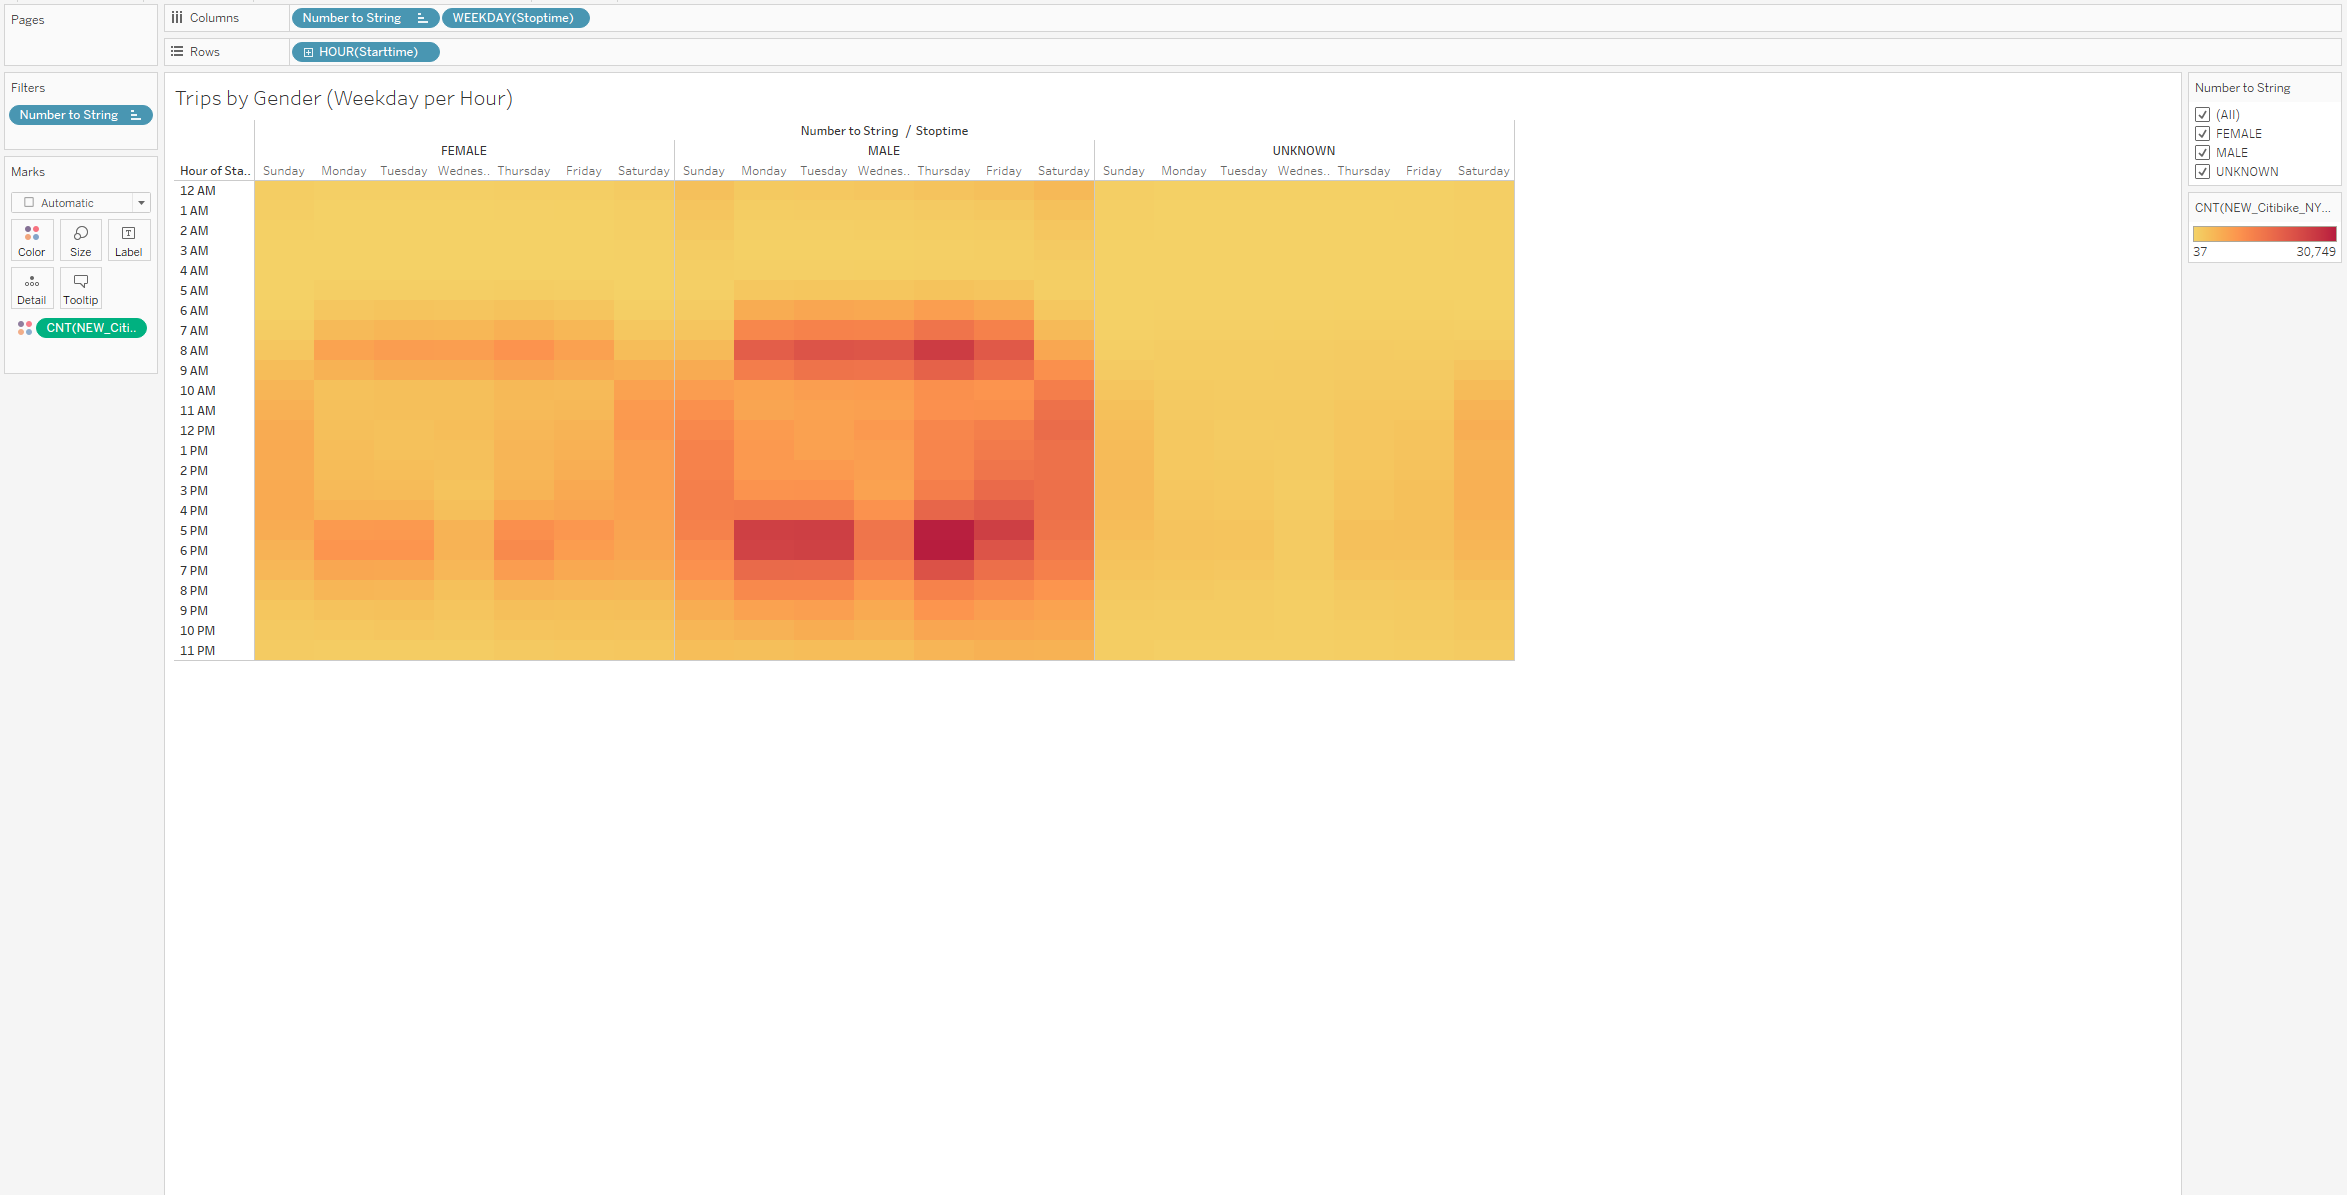 Pages
Columns
Number to String
WEEKDAY(Stoptime)
Rows
HOUR(Starttime)
Filters
Number to String
Marks
Automatic
Color
Size
Label
Detail
Tooltip
CNT(NEW_Citi..
Trips by Gender (Weekday per Hour)
Number to String / Stoptime
FEMALE MALE UNKNOWN
Hour of Sta.. Sunday Monday Tuesday Wednes.. Thursday Friday Saturday Sunday Monday Tuesday Wednes.. Thursday Friday Saturday Sunday Monday Tuesday Wednes.. Thursday Friday Saturday
12 AM
1 AM
2 AM
3 AM
4 AM
5 AM
6 AM
7 AM
8 AM
9 AM
10 AM
11 AM
12 PM
1 PM
2 PM
3 PM
4 PM
5 PM
6 PM
7 PM
8 PM
9 PM
10 PM
11 PM
Number to String
(All)
FEMALE
MALE
UNKNOWN
CNT(NEW_Citibike_NY...
37 30,749